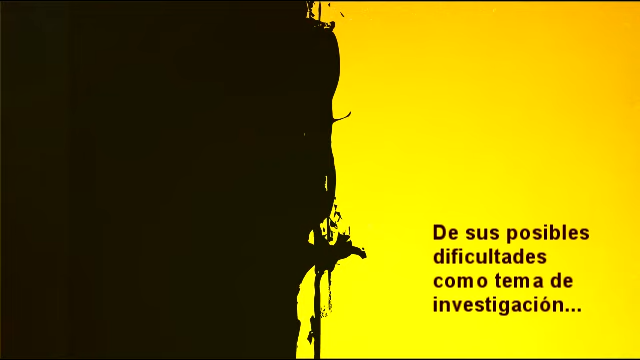 De sus posibles
dificultades
como tema de
investigación...